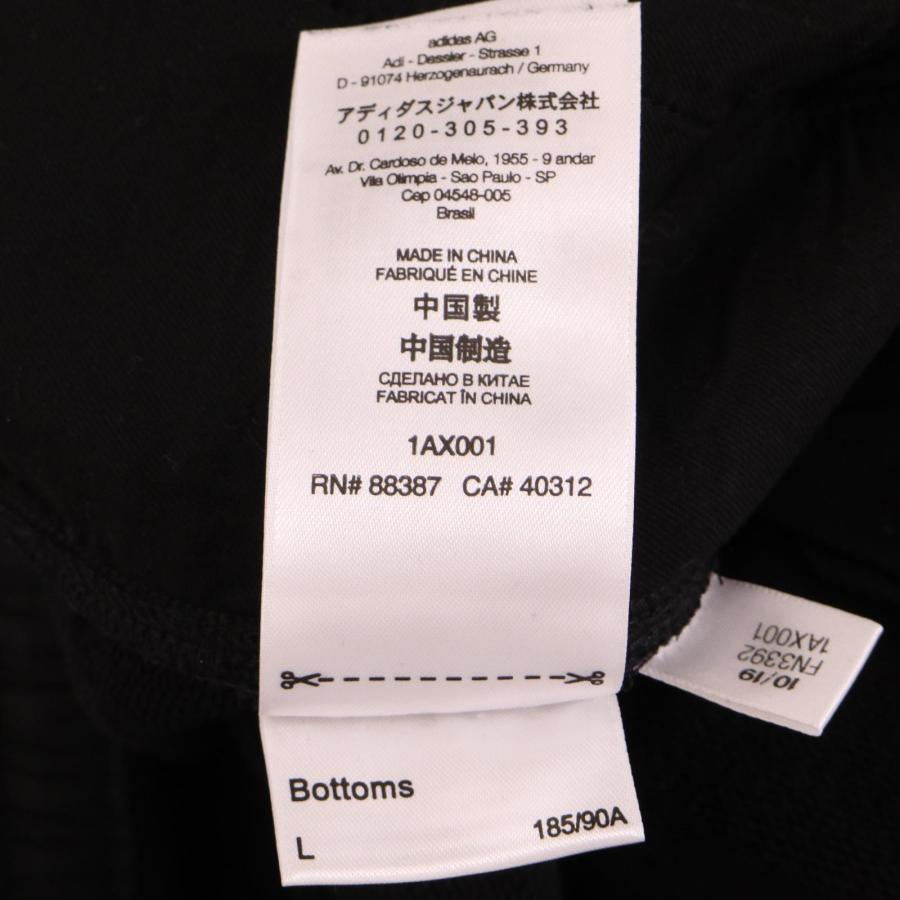 adidas AG
Adi - Dassler - Strasse 1
D - 91074 Herzogenaurach / Germany
アディダスジャパン株式会社
0120-305-393
Av. Dr. Cardoso de Melo, 1955 - 9 andar
Vila Olimpia - Sao Paulo - SP
Cep 04548-005
Brasil
MADE IN CHINA
FABRIQUÉ EN CHINE
中国製
中国制造
СДЕЛАНО В КИТАЕ
FABRICAT ÎN CHINA
1AX001
RN# 88387 CA# 40312
Bottoms
L 185/90A
10/19
FN3392
1AX001